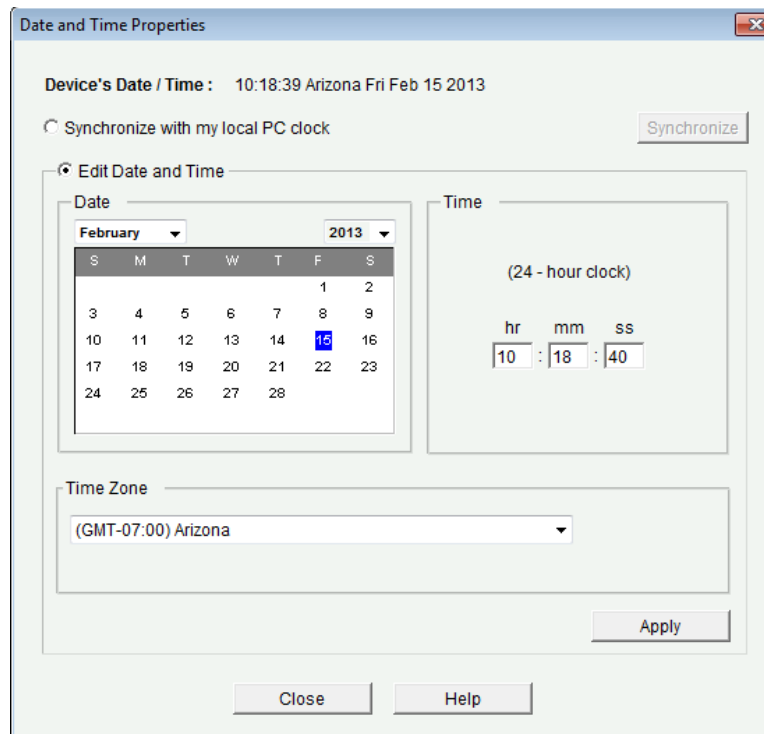 Date and Time Properties
Device's Date / Time : 10:18:39 Arizona Fri Feb 15 2013
Synchronize with my local PC clock
Synchronize
Edit Date and Time
Date
February
2013
S M T W T F S
1 2
3 4 5 6 7 8 9
10 11 12 13 14 15 16
17 18 19 20 21 22 23
24 25 26 27 28
Time
(24 - hour clock)
hr mm ss
10 : 18 : 40
Time Zone
(GMT-07:00) Arizona
Apply
Close
Help